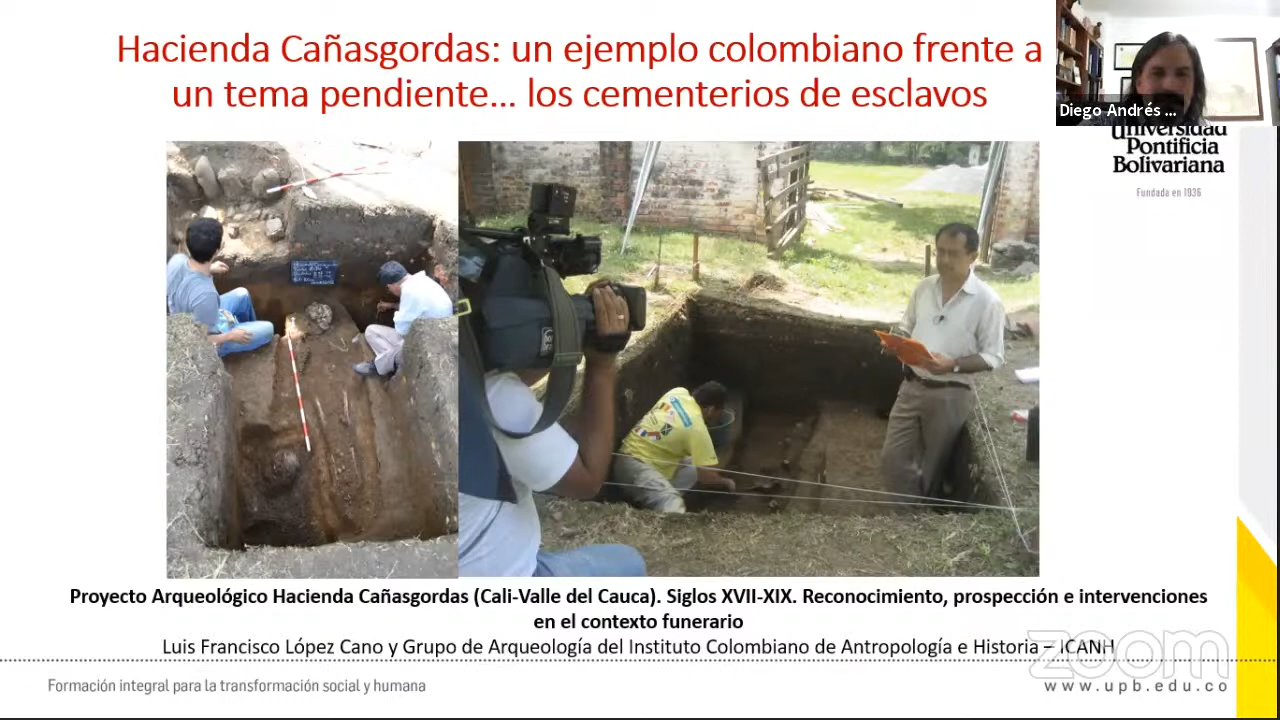 Hacienda Cañasgordas: un ejemplo colombiano frente a
un tema pendiente... los cementerios de esclavos
Diego Andrés ...
Universidad
Pontificia
Bolivariana
Fundada en 1936
Proyecto Arqueológico Hacienda Cañasgordas (Cali-Valle del Cauca). Siglos XVII-XIX. Reconocimiento, prospección e intervenciones
en el contexto funerario
Luis Francisco López Cano y Grupo de Arqueología del Instituto Colombiano de Antropología e Historia – ICANH
zoom
Formación integral para la transformación social y humana
www.upb.edu.co